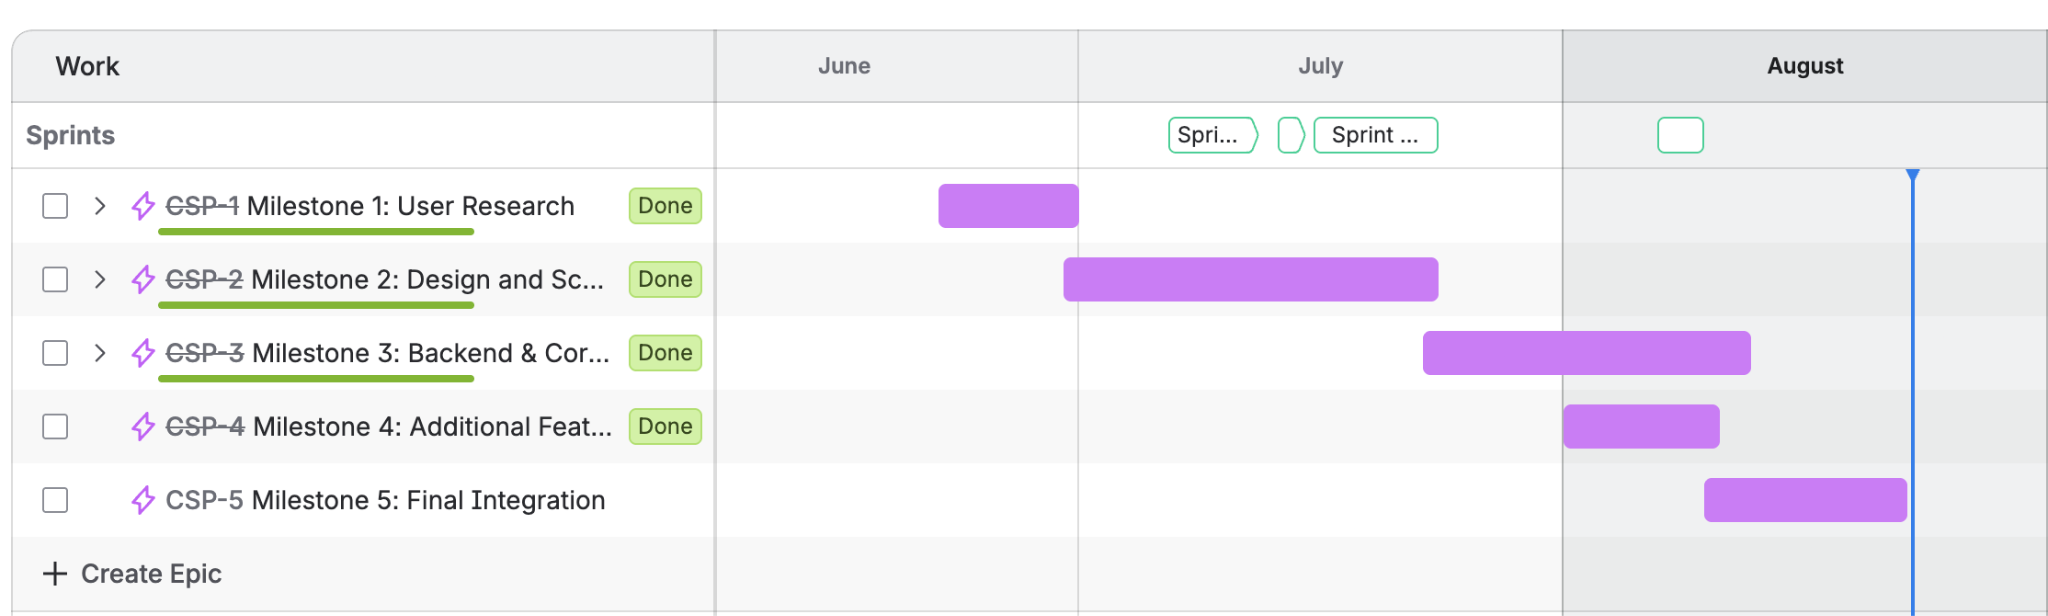 Work June July August
Sprints Spri... Sprint ...
CSP-1 Milestone 1: User Research Done
CSP-2 Milestone 2: Design and Sc... Done
CSP-3 Milestone 3: Backend & Cor... Done
CSP-4 Milestone 4: Additional Feat... Done
CSP-5 Milestone 5: Final Integration
+ Create Epic